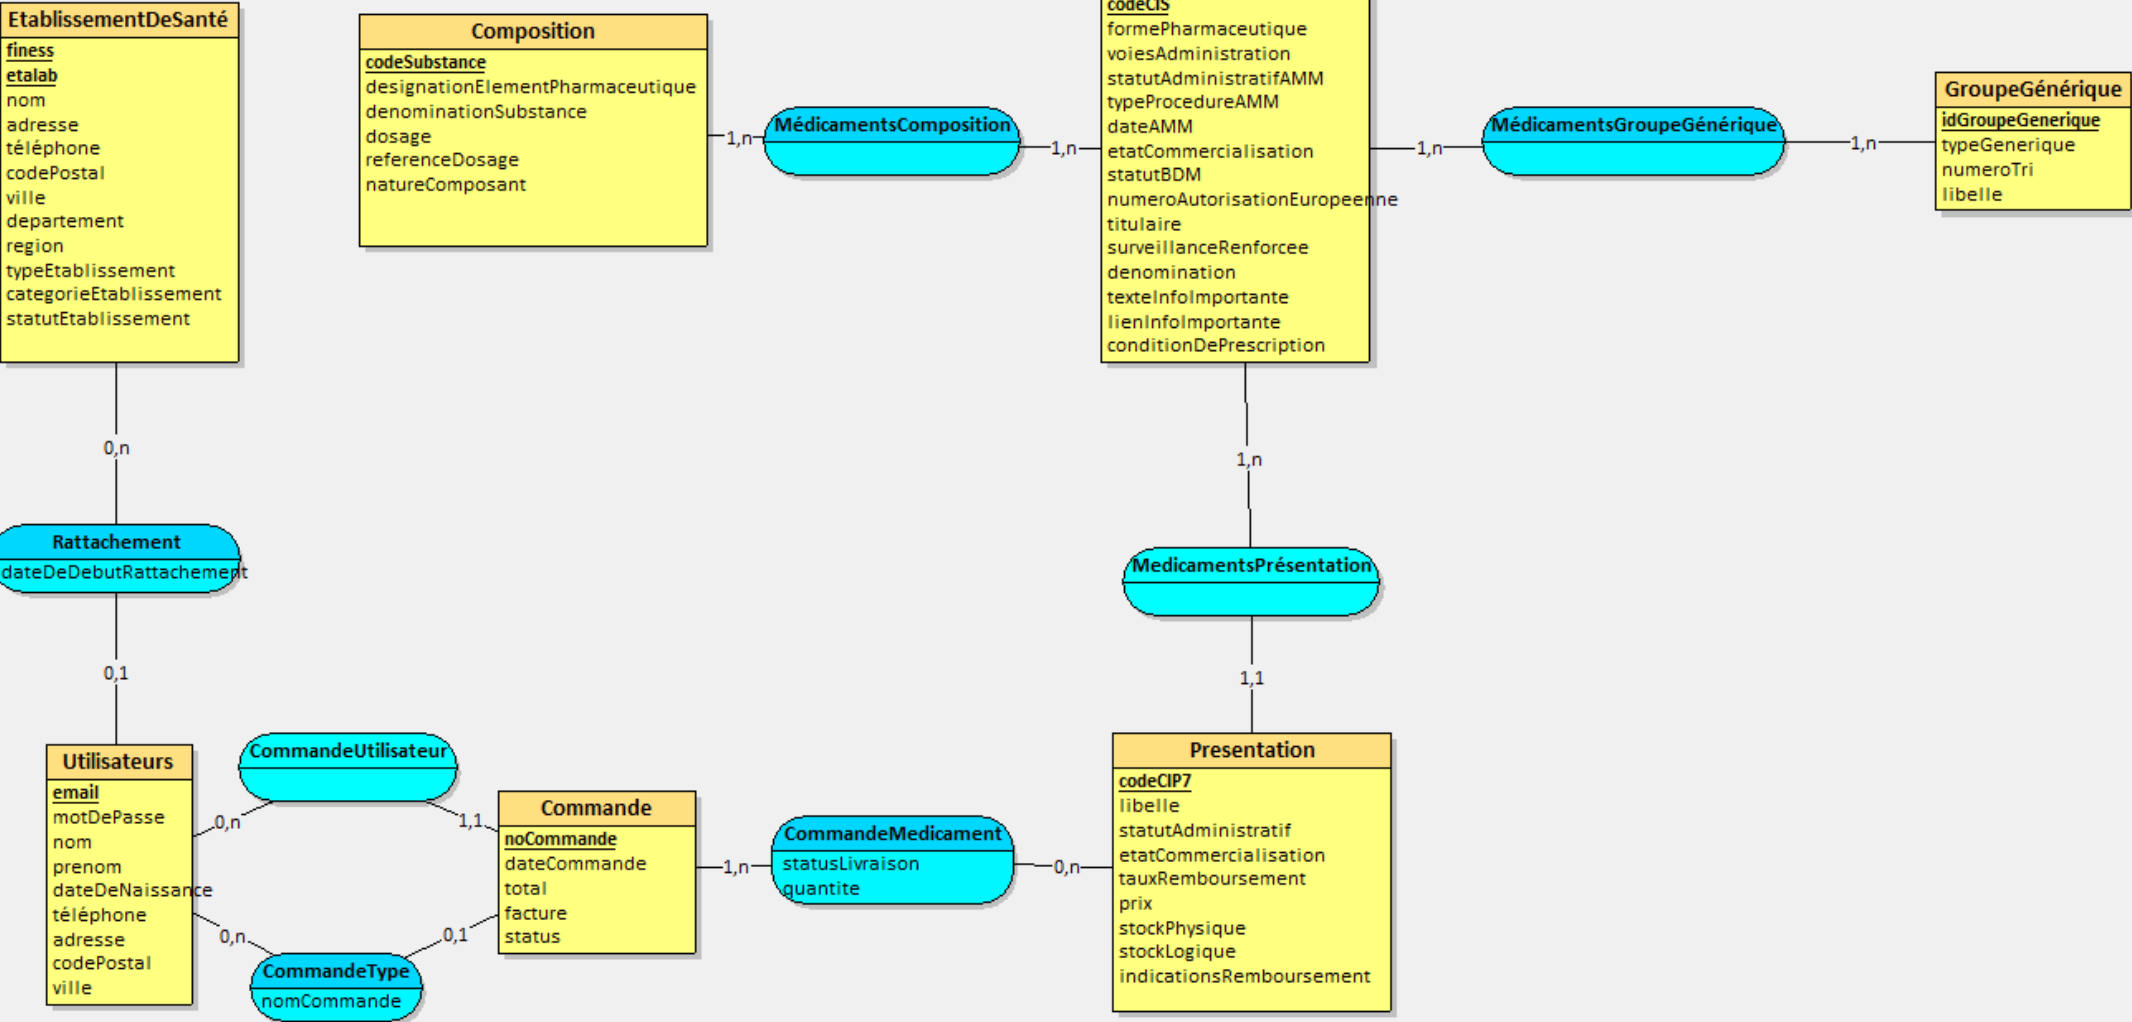 EtablissementDeSanté
finess
etalab
nom
adresse
téléphone
codePostal
ville
departement
region
typeEtablissement
categorieEtablissement
statutEtablissement
Composition
codeSubstance
designationElementPharmaceutique
denominationSubstance
dosage
referenceDosage
natureComposant
1,n
MédicamentsComposition
1,n
codeCIS
formePharmaceutique
voiesAdministration
statutAdministratifAMM
typeProcedureAMM
dateAMM
etatCommercialisation
statutBDM
numeroAutorisationEuropeenne
titulaire
surveillanceRenforcee
denomination
texteInfoImportante
lienInfoImportante
conditionDePrescription
1,n
MédicamentsGroupeGénérique
1,n
GroupeGénérique
idGroupeGenerique
typeGenerique
numeroTri
libelle
0,n
Rattachement
dateDeDebutRattachement
0,1
1,n
MedicamentsPrésentation
1,1
Utilisateurs
email
motDePasse
nom
prenom
dateDeNaissance
téléphone
adresse
codePostal
ville
CommandeUtilisateur
0,n
1,1
0,n
0,1
CommandeType
nomCommande
Commande
noCommande
dateCommande
total
facture
status
1,n
CommandeMedicament
statusLivraison
quantite
0,n
Presentation
codeCIP7
libelle
statutAdministratif
etatCommercialisation
tauxRemboursement
prix
stockPhysique
stockLogique
indicationsRemboursement